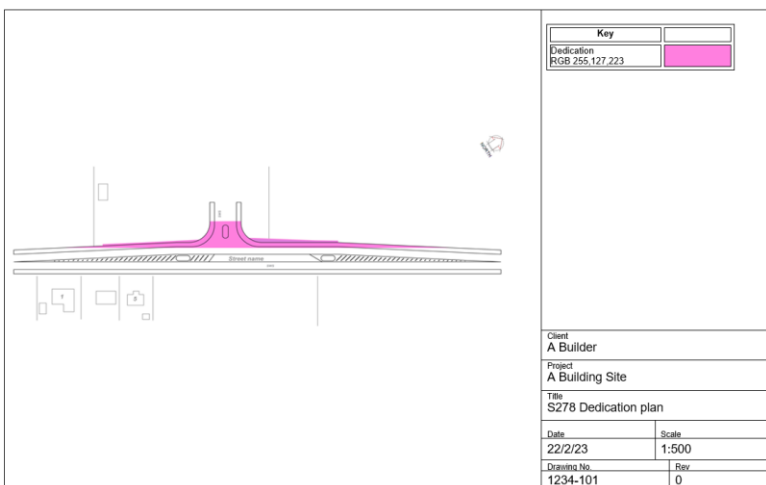 Key
Dedication
RGB 255,127,223
NORTH
Street name
Client
A Builder
Project
A Building Site
Title
S278 Dedication plan
Date
Scale
22/2/23
1:500
Drawing No.
Rev
1234-101
0